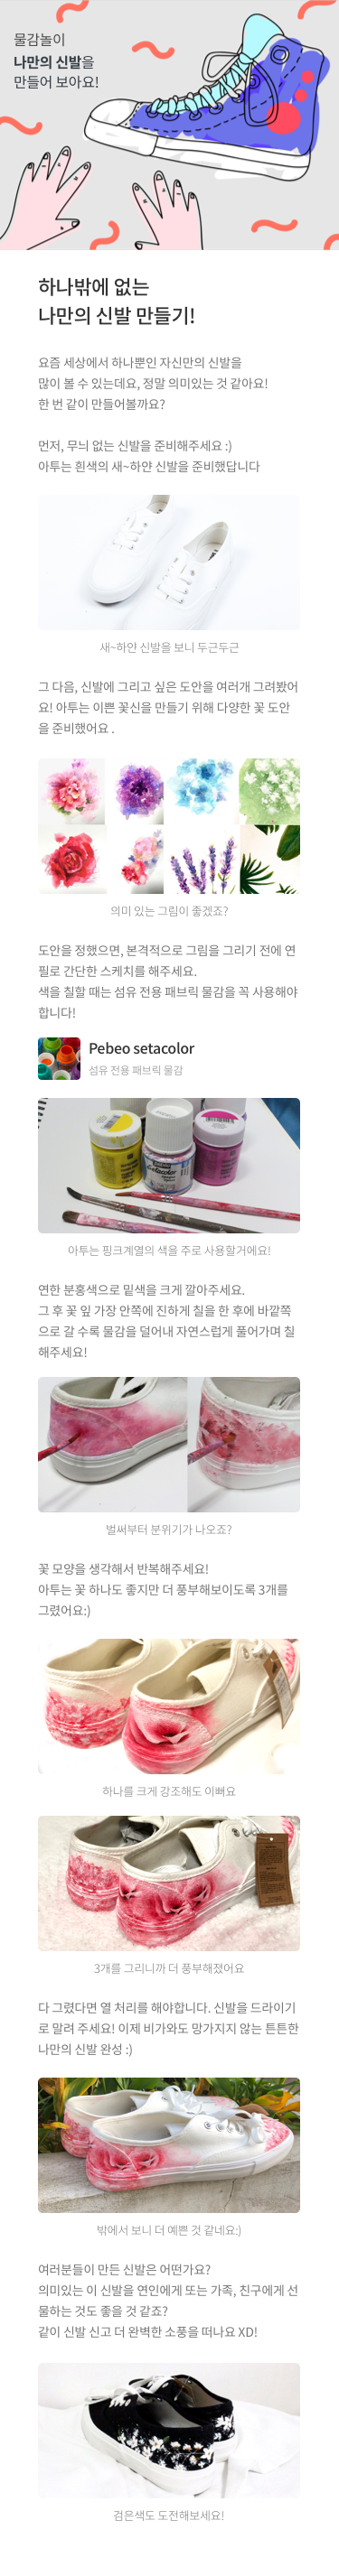 물감놀이
나만의 신발을
만들어 보아요!
하나밖에 없는
나만의 신발 만들기!
요즘 세상에서 하나뿐인 자신만의 신발을
많이 볼 수 있는데요, 정말 의미있는 것 같아요!
한 번 같이 만들어볼까요?
먼저, 무늬 없는 신발을 준비해주세요 :)
아투는 흰색의 새~하얀 신발을 준비했답니다
새~하얀 신발을 보니 두근두근
그 다음, 신발에 그리고 싶은 도안을 여러개 그려봤어
요! 아투는 이쁜 꽃신을 만들기 위해 다양한 꽃 도안
을 준비했어요 .
의미 있는 그림이 좋겠죠?
도안을 정했으면, 본격적으로 그림을 그리기 전에 연
필로 간단한 스케치를 해주세요.
색을 칠할 때는 섬유 전용 패브릭 물감을 꼭 사용해야
합니다!
Pebeo setacolor
섬유 전용 패브릭 물감
아투는 핑크계열의 색을 주로 사용할거에요!
연한 분홍색으로 밑색을 크게 깔아주세요.
그 후 꽃 잎 가장 안쪽에 진하게 칠을 한 후에 바깥쪽
으로 갈 수록 물감을 덜어내 자연스럽게 풀어가며 칠
해주세요!
벌써부터 분위기가 나오죠?
꽃 모양을 생각해서 반복해주세요!
아투는 꽃 하나도 좋지만 더 풍부해보이도록 3개를
그렸어요:)
하나를 크게 강조해도 이뻐요
3개를 그리니까 더 풍부해졌어요
다 그렸다면 열 처리를 해야합니다. 신발을 드라이기
로 말려 주세요! 이제 비가와도 망가지지 않는 튼튼한
나만의 신발 완성 :)
밖에서 보니 더 예쁜 것 같네요:)
여러분들이 만든 신발은 어떤가요?
의미있는 이 신발을 연인에게 또는 가족, 친구에게 선
물하는 것도 좋을 것 같죠?
같이 신발 신고 더 완벽한 소풍을 떠나요 XD!
검은색도 도전해보세요!